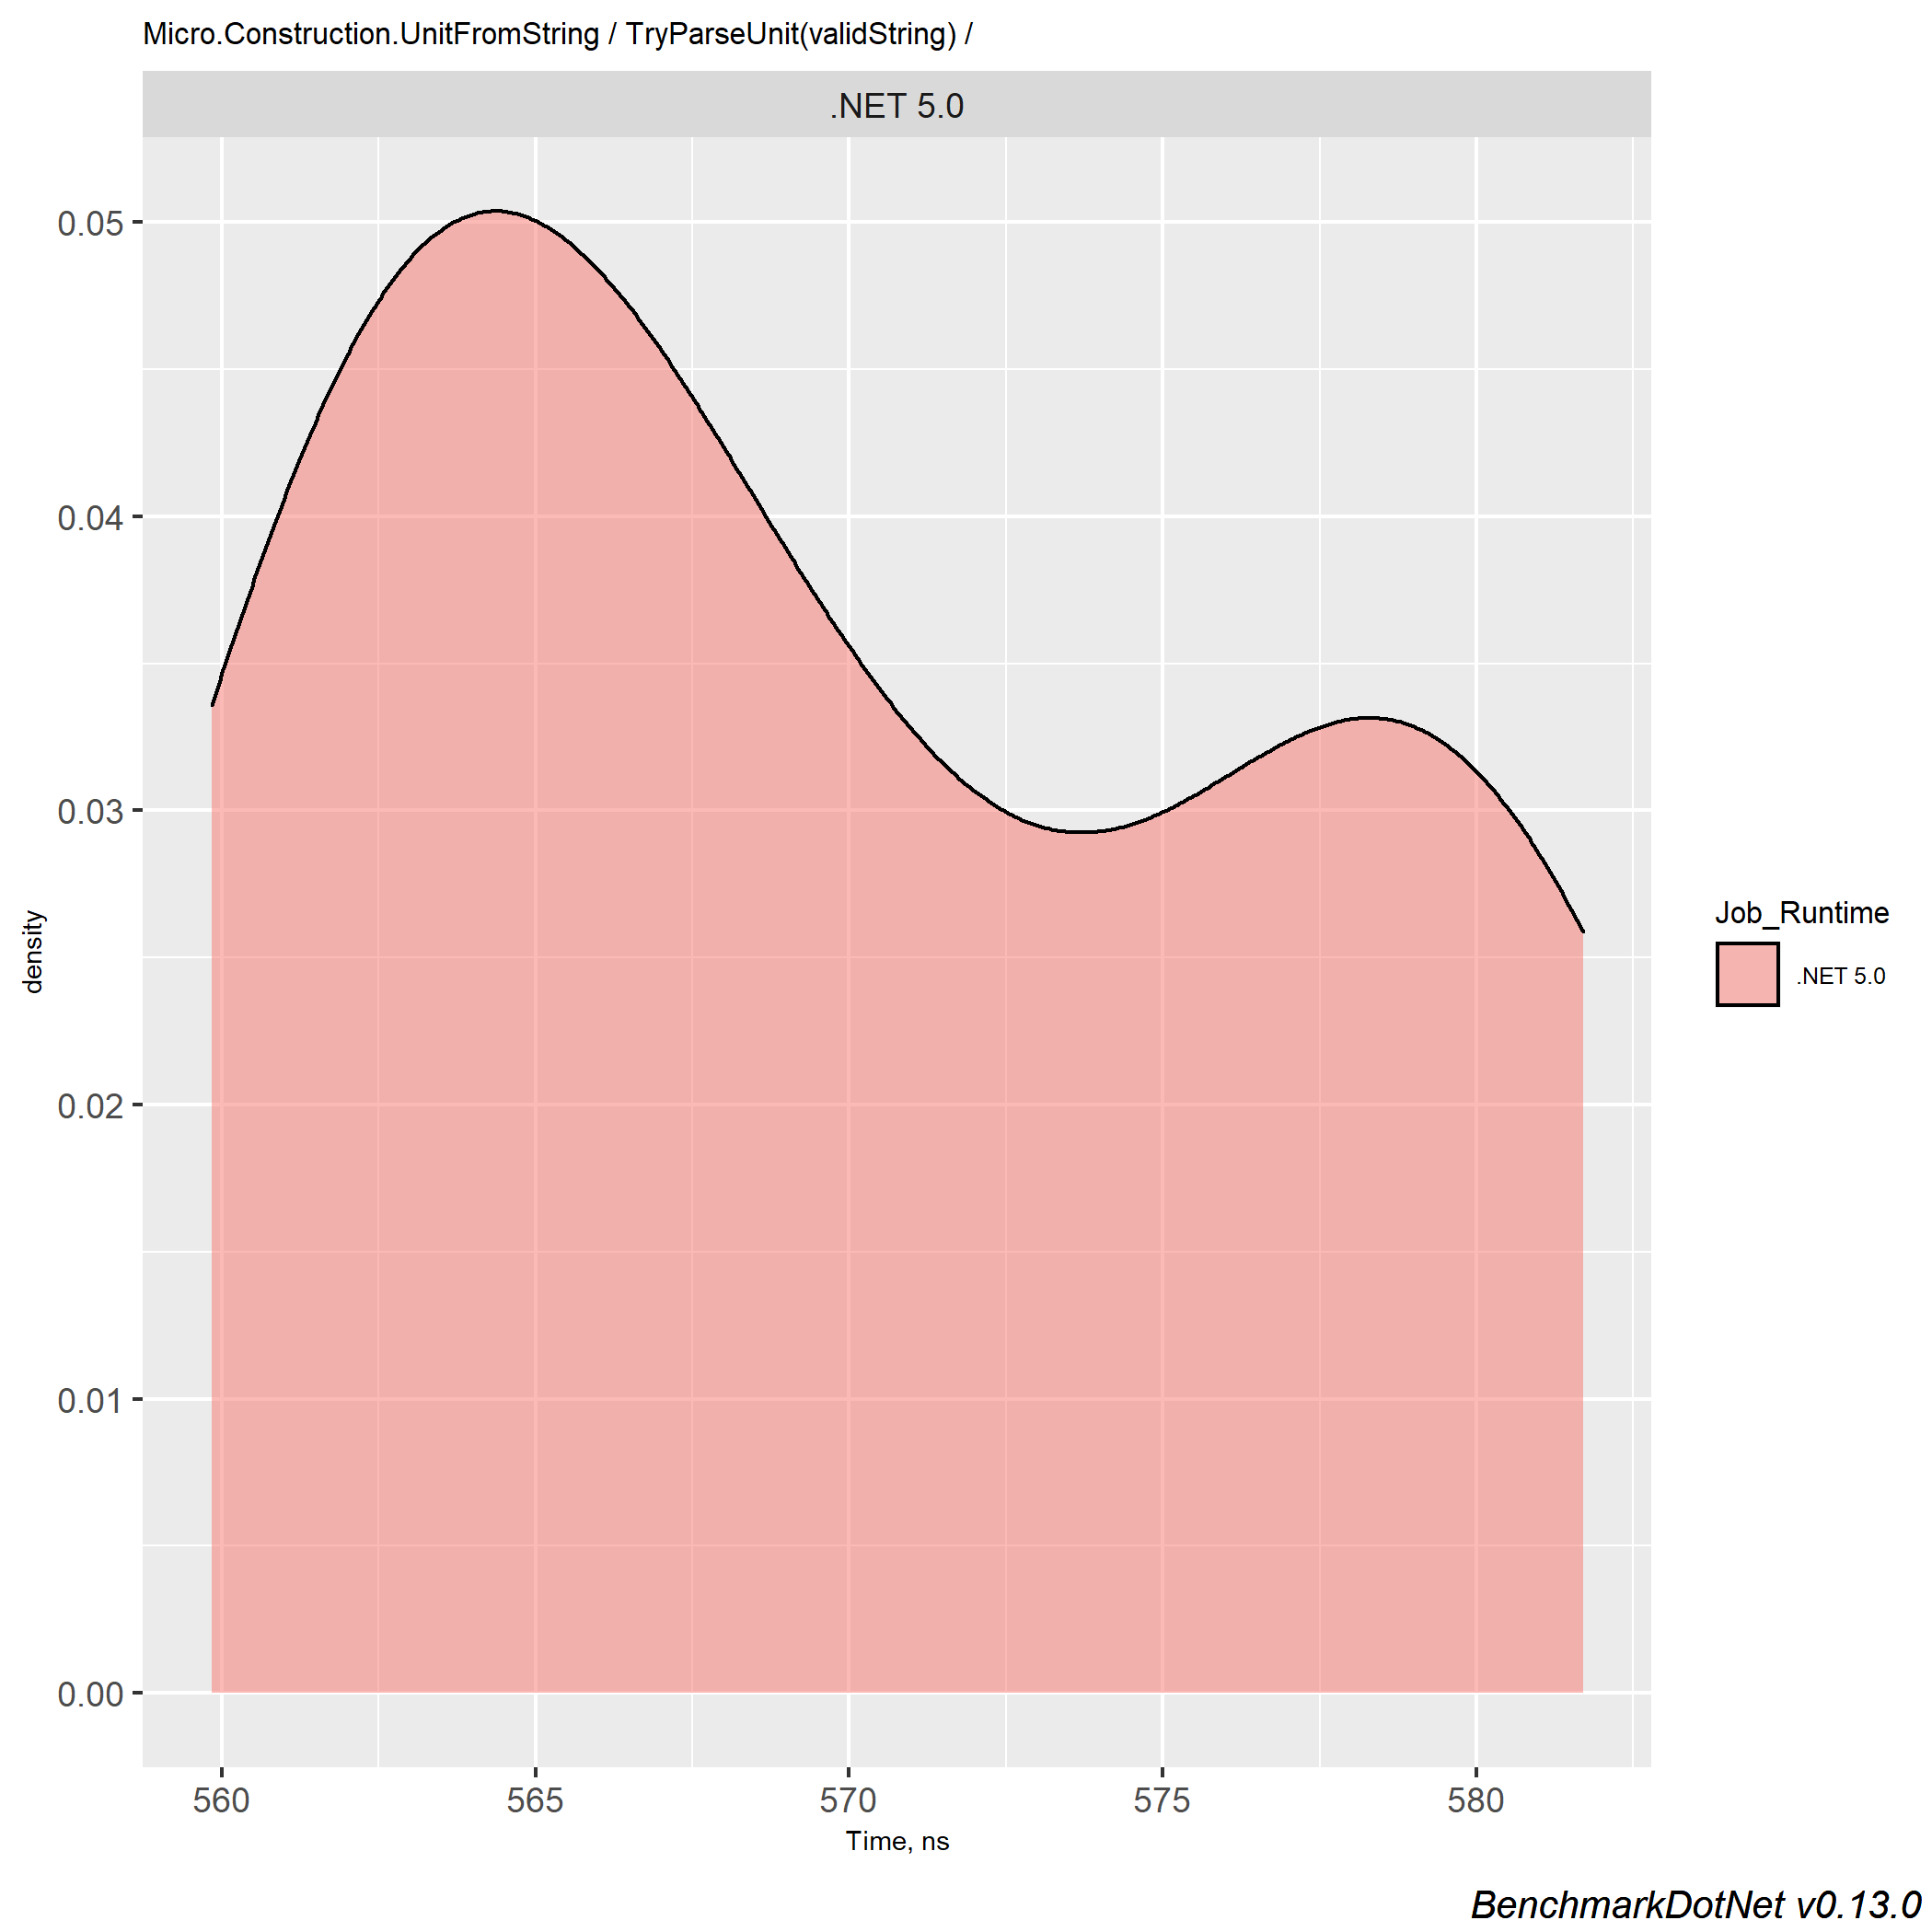 Micro.Construction.UnitFromString / TryParseUnit(validString) /
.NET 5.0
0.05
0.04
0.03
0.02
0.01
0.00
density
560 565 570 575 580
Time, ns
Job_Runtime
.NET 5.0
BenchmarkDotNet v0.13.0